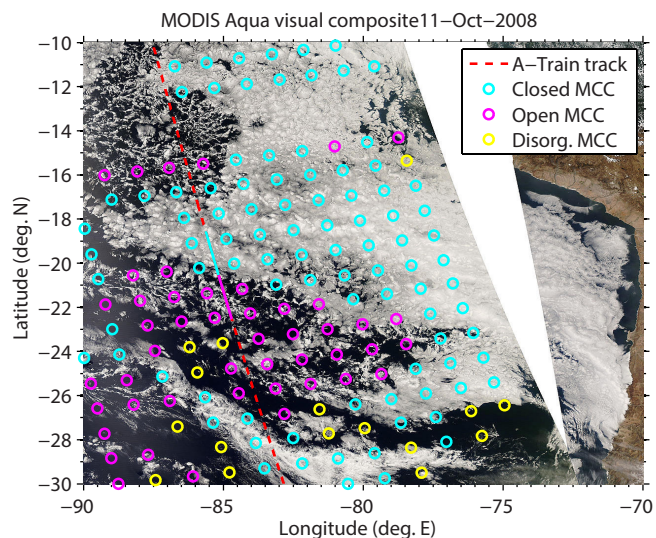 MODIS Aqua visual composite11−Oct−2008
−10
−12
−14
−16
−18
−20
−22
−24
−26
−28
−30
Latitude (deg. N)
A−Train track
Closed MCC
Open MCC
Disorg. MCC
−90 −85 −80 −75 −70
Longitude (deg. E)